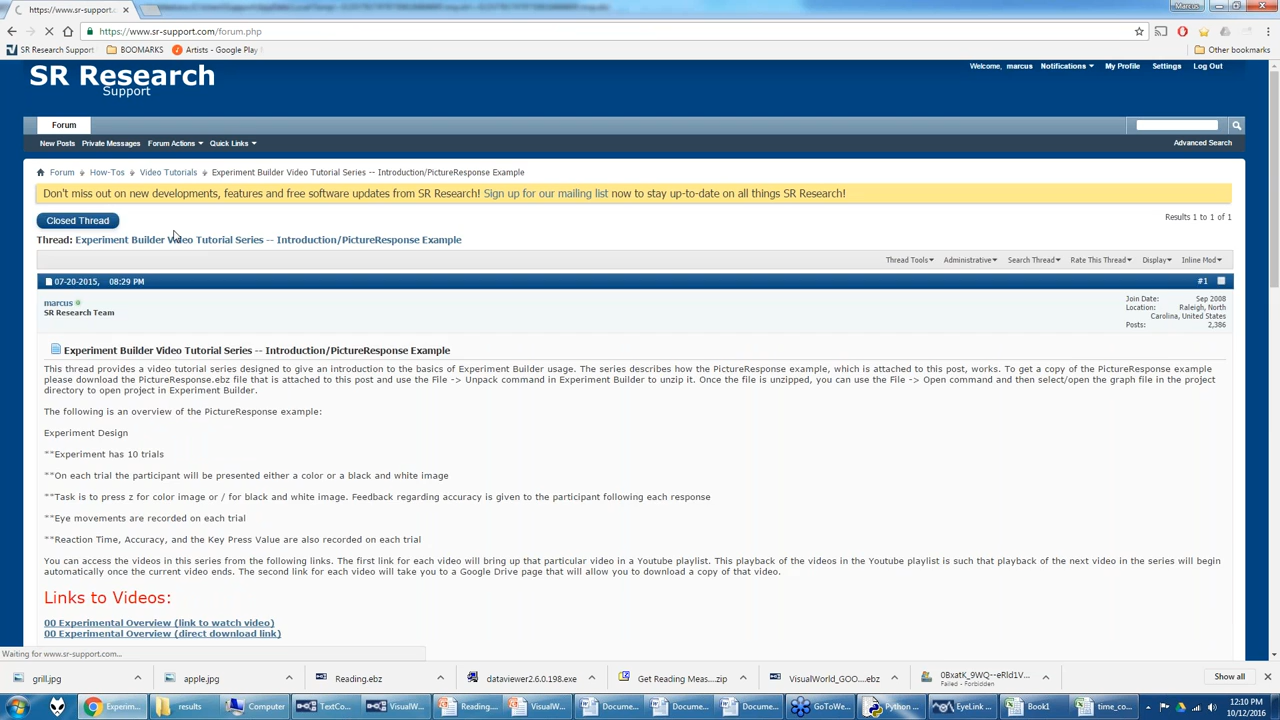 https://www.sr-support.
Marcus
https://www.sr-support.com/forum.php
SR Research Support
BOOMARKS
Artists - Google Play
Other bookmarks
SR Research
Support
Welcome, marcus
Notifications
My Profile
Settings
Log Out
Forum
New Posts
Private Messages
Forum Actions
Quick Links
Advanced Search
Forum
How-Tos
Video Tutorials
Experiment Builder Video Tutorial Series -- Introduction/PictureResponse Example
Don't miss out on new developments, features and free software updates from SR Research! Sign up for our mailing list now to stay up-to-date on all things SR Research!
Closed Thread
Results 1 to 1 of 1
Thread: Experiment Builder Video Tutorial Series -- Introduction/PictureResponse Example
Thread Tools
Administrative
Search Thread
Rate This Thread
Display
Inline Mod
07-20-2015, 08:29 PM
#1
marcus
SR Research Team
Join Date: Sep 2008
Location: Raleigh, North
Carolina, United States
Posts: 2,386
Experiment Builder Video Tutorial Series -- Introduction/PictureResponse Example
This thread provides a video tutorial series designed to give an introduction to the basics of Experiment Builder usage. The series describes how the PictureResponse example, which is attached to this post, works. To get a copy of the PictureResponse example
please download the PictureResponse.ebz file that is attached to this post and use the File -> Unpack command in Experiment Builder to unzip it. Once the file is unzipped, you can use the File -> Open command and then select/open the graph file in the project
directory to open project in Experiment Builder.
The following is an overview of the PictureResponse example:
Experiment Design
**Experiment has 10 trials
**On each trial the participant will be presented either a color or a black and white image
**Task is to press z for color image or / for black and white image. Feedback regarding accuracy is given to the participant following each response
**Eye movements are recorded on each trial
**Reaction Time, Accuracy, and the Key Press Value are also recorded on each trial
You can access the videos in this series from the following links. The first link for each video will bring up that particular video in a Youtube playlist. This playback of the videos in the Youtube playlist is such that playback of the next video in the series will begin
automatically once the current video ends. The second link for each video will take you to a Google Drive page that will allow you to download a copy of that video.
Links to Videos:
00 Experimental Overview (link to watch video)
00 Experimental Overview (direct download link)
Waiting for www.sr-support.com...
grill.jpg
apple.jpg
Reading.ebz
dataviewer2.6.0.13d.exe
Get Reading Meas....zip
VisualWorld_GOO....ebz
0BxatK_9WQ--eRld1V...
Failed - Forbidden
Show all
Experim...
results
Computer
TextCo...
VisualW...
Reading...
VisualW...
Docume...
Docume...
Docume...
GoToWe...
Python ...
EyeLink ...
Book1
time_co...
12:10 PM
10/12/2016